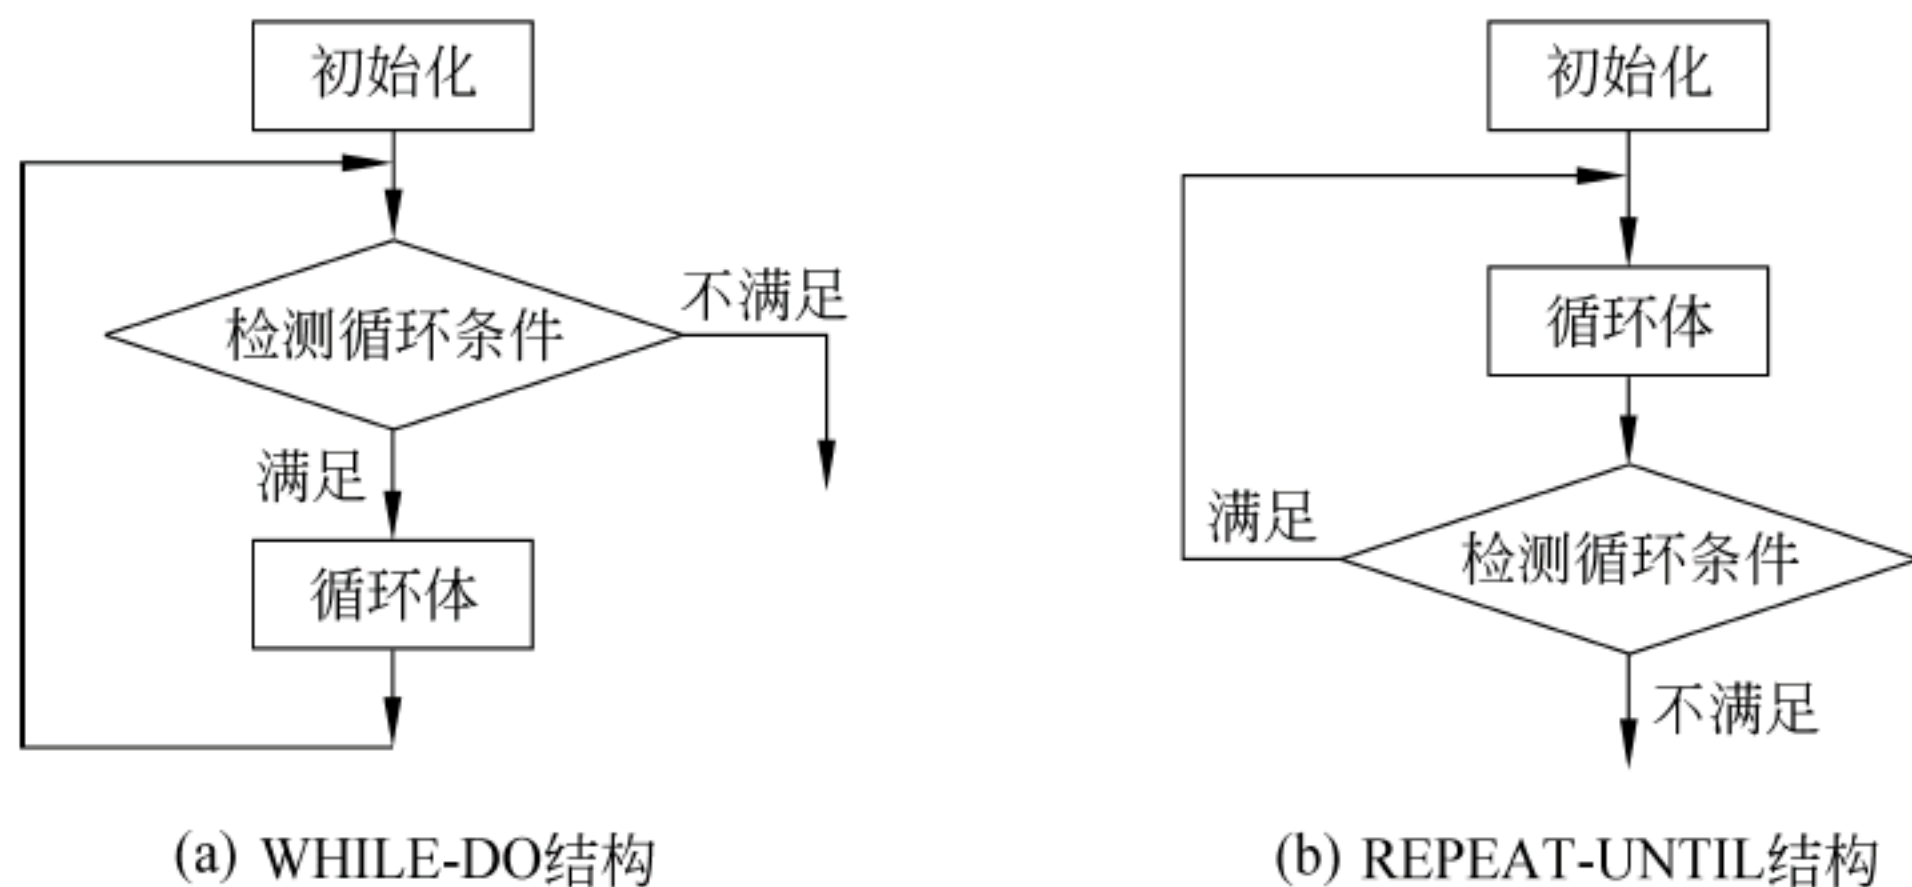 初始化
检测循环条件
不满足
满足
循环体
(a) WHILE-DO结构
初始化
循环体
满足
检测循环条件
不满足
(b) REPEAT-UNTIL结构